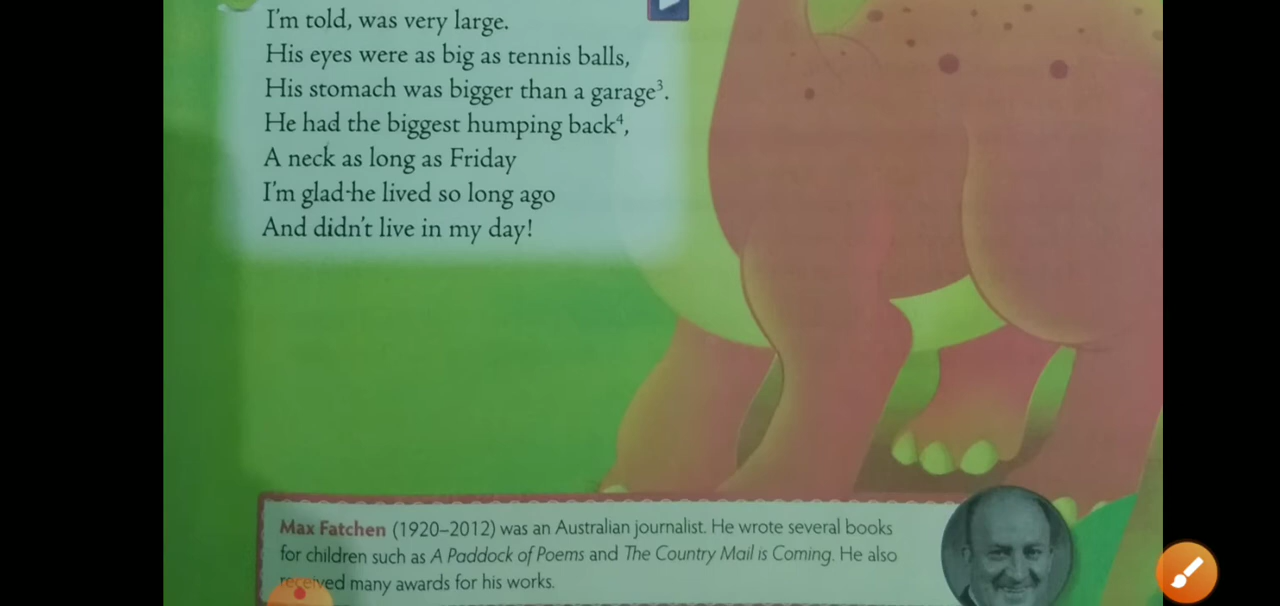 I'm told, was very large.
His eyes were as big as tennis balls,
His stomach was bigger than a garage³.
He had the biggest humping back⁴,
A neck as long as Friday
I'm glad he lived so long ago
And didn't live in my day!
Max Fatchen (1920–2012) was an Australian journalist. He wrote several books
for children such as A Paddock of Poems and The Country Mail is Coming. He also
received many awards for his works.